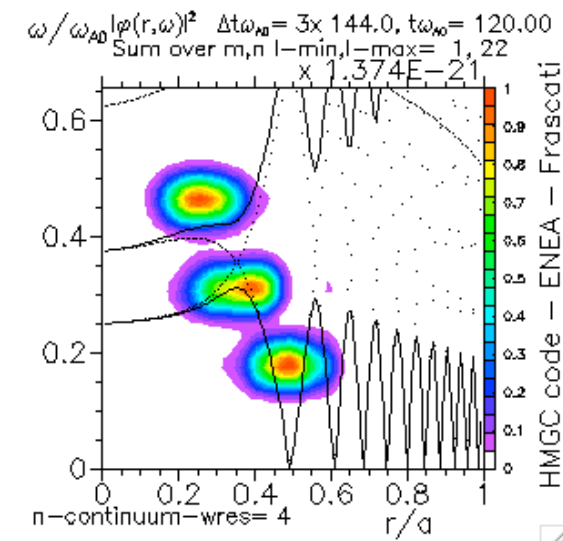 ω/ω_A0 |φ(r,ω)|² Δtω_A0= 3x 144.0, tω_A0= 120.00
Sum over m,n l-min,l-max= 1, 22
x 1.374E-21
0.6
0.4
0.2
0
0 0.2 0.4 0.6 0.8 1
n-continuum-wres= 4
r/a
1
0.9
0.8
0.7
0.6
0.5
0.4
0.3
0.2
0.1
0
HMGC code - ENEA - Frascati